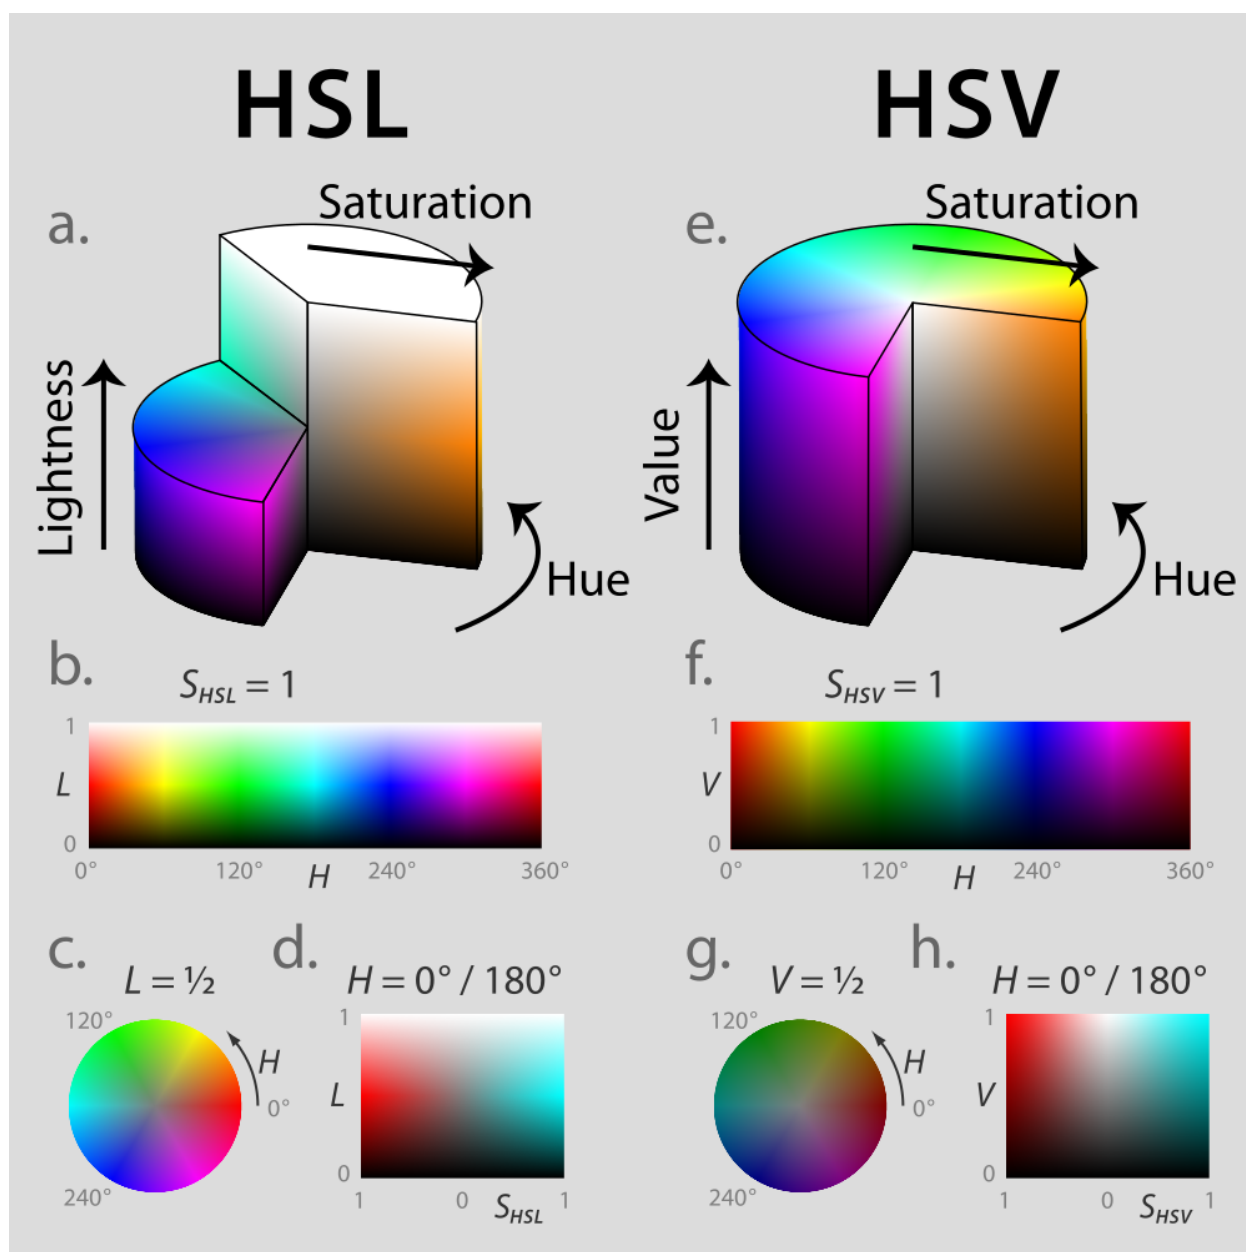 HSL
a.
Saturation
Lightness
Hue
b.
S_HSL = 1
1
L
0
0° 120° H 240° 360°
c.
L = ½
120°
H
0°
240°
d.
H = 0° / 180°
1
L
0
1 0 S_HSL 1
HSV
e.
Saturation
Value
Hue
f.
S_HSV = 1
1
V
0
0° 120° H 240° 360°
g.
V = ½
120°
H
0°
240°
h.
H = 0° / 180°
1
V
0
1 0 S_HSV 1